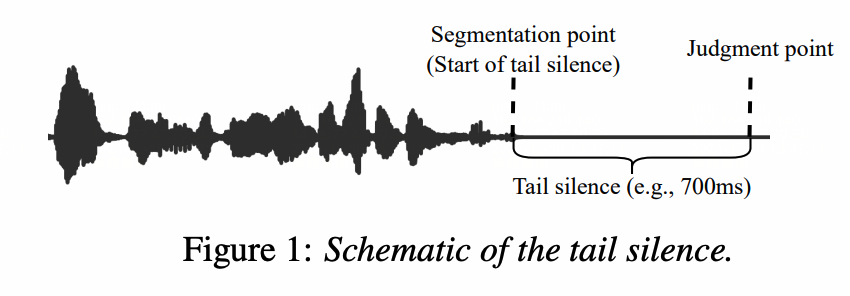 Segmentation point
(Start of tail silence)
Judgment point
Tail silence (e.g., 700ms)
Figure 1: Schematic of the tail silence.